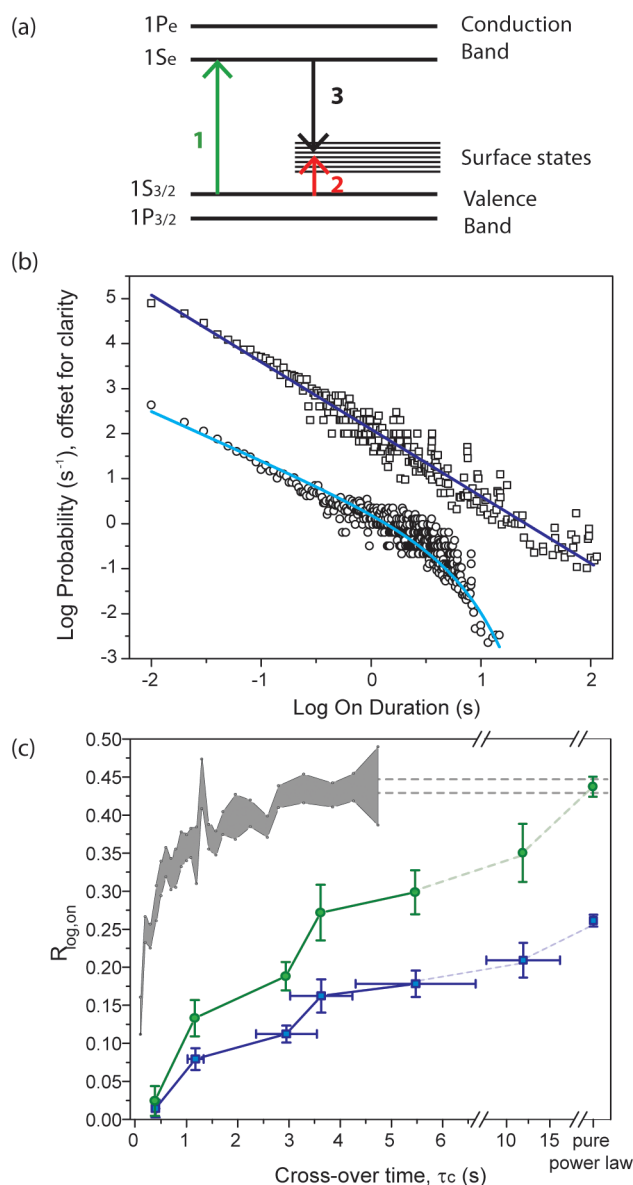 (a)
1Pe
Conduction
Band
1Se
3
1
Surface states
2
1S3/2
Valence
Band
1P3/2
(b)
5
4
3
2
1
0
-1
-2
-3
Log Probability (s-1), offset for clarity
-2 -1 0 1 2
Log On Duration (s)
(c)
0.50
0.45
0.40
0.35
0.30
0.25
0.20
0.15
0.10
0.05
0.00
Rlog,on
0 1 2 3 4 5 6 10 15 pure
power law
Cross-over time, τc (s)